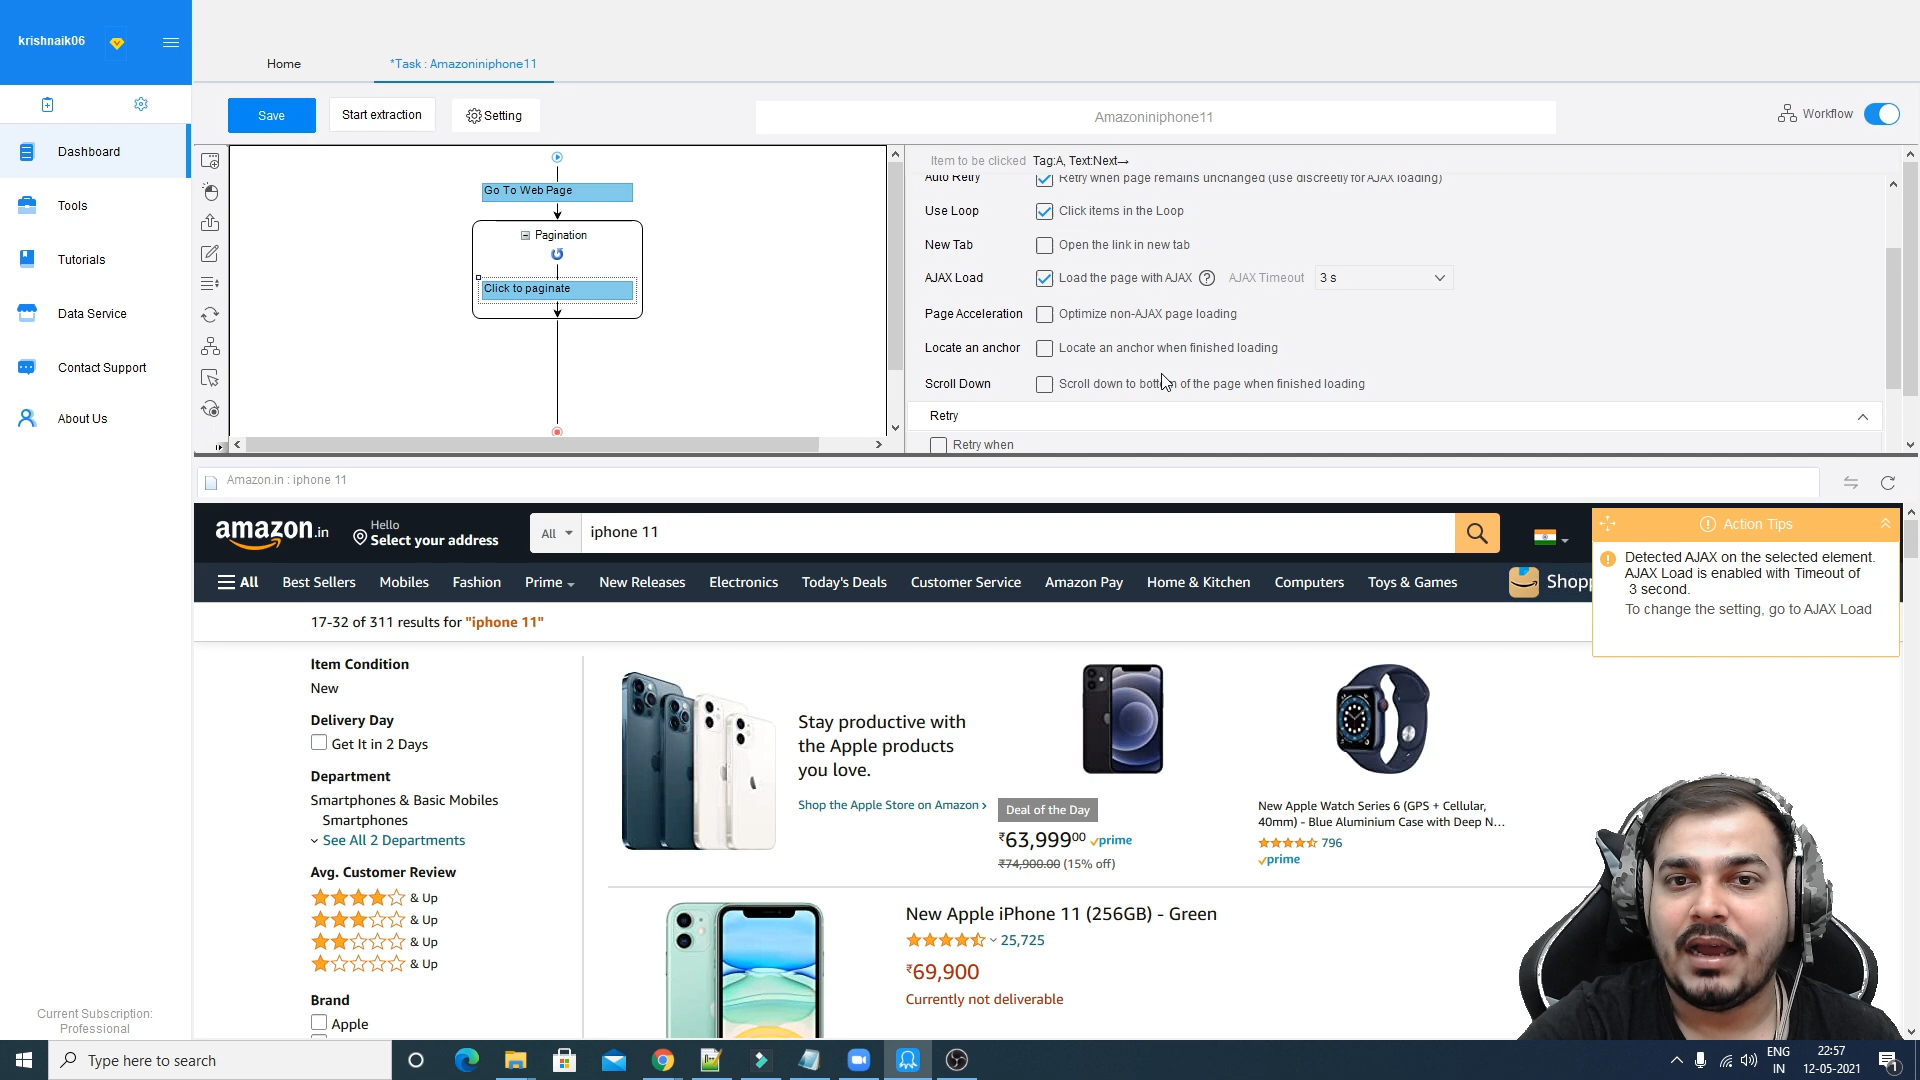 krishnaik06
Home
*Task : Amazoniniphone11
Save
Start extraction
Setting
Amazoniniphone11
Workflow
Dashboard
Tools
Tutorials
Data Service
Contact Support
About Us
Current Subscription:
Professional
Go To Web Page
Pagination
Click to paginate
Item to be clicked Tag:A, Text:Next→
Auto Retry Retry when page remains unchanged (use discreetly for AJAX loading)
Use Loop Click items in the Loop
New Tab Open the link in new tab
AJAX Load Load the page with AJAX ? AJAX Timeout 3 s
Page Acceleration Optimize non-AJAX page loading
Locate an anchor Locate an anchor when finished loading
Scroll Down Scroll down to bottom of the page when finished loading
Retry
Retry when
Amazon.in : iphone 11
amazon.in
Hello
Select your address
All iphone 11
All Best Sellers Mobiles Fashion Prime New Releases Electronics Today's Deals Customer Service Amazon Pay Home & Kitchen Computers Toys & Games
Action Tips
Detected AJAX on the selected element.
AJAX Load is enabled with Timeout of
3 second.
To change the setting, go to AJAX Load
17-32 of 311 results for "iphone 11"
Item Condition
New
Delivery Day
Get It in 2 Days
Department
Smartphones & Basic Mobiles
Smartphones
See All 2 Departments
Avg. Customer Review
& Up
& Up
& Up
& Up
Brand
Apple
Stay productive with
the Apple products
you love.
Shop the Apple Store on Amazon ›
Deal of the Day
₹63,999⁰⁰ prime
₹74,900.00 (15% off)
New Apple Watch Series 6 (GPS + Cellular,
40mm) - Blue Aluminium Case with Deep N...
796
prime
New Apple iPhone 11 (256GB) - Green
25,725
₹69,900
Currently not deliverable
Type here to search
ENG
IN
22:57
12-05-2021
1